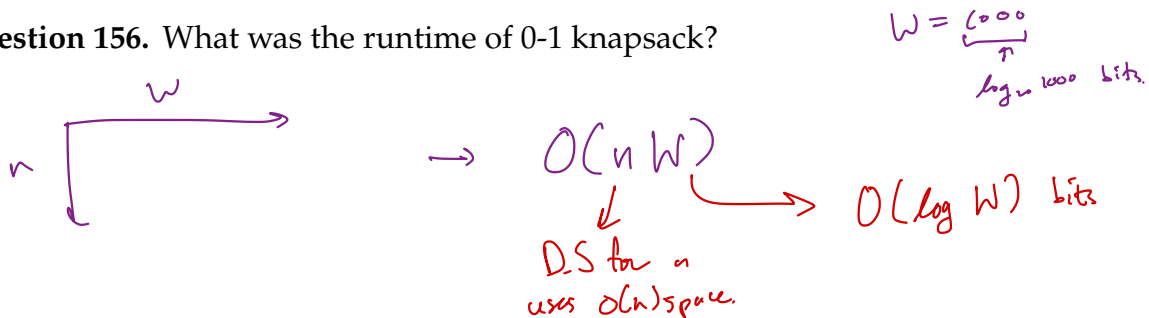 estion 156. What was the runtime of 0-1 knapsack?
W = 1000
log₁₀ 1000 bits.
W
n
→ O(n W)
O(log W) bits
D.S for n
uses O(n) space.